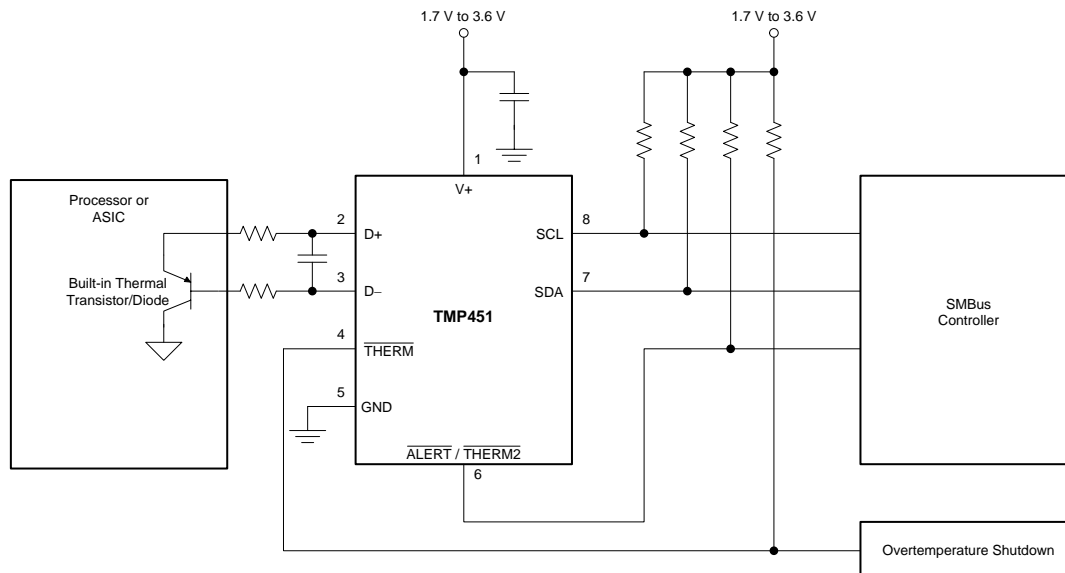 1.7 V to 3.6 V
1.7 V to 3.6 V
1
V+
Processor or
ASIC
Built-in Thermal
Transistor/Diode
2
D+
3
D−
4
THERM
5
GND
TMP451
8
SCL
7
SDA
ALERT / THERM2
6
SMBus
Controller
Overtemperature Shutdown